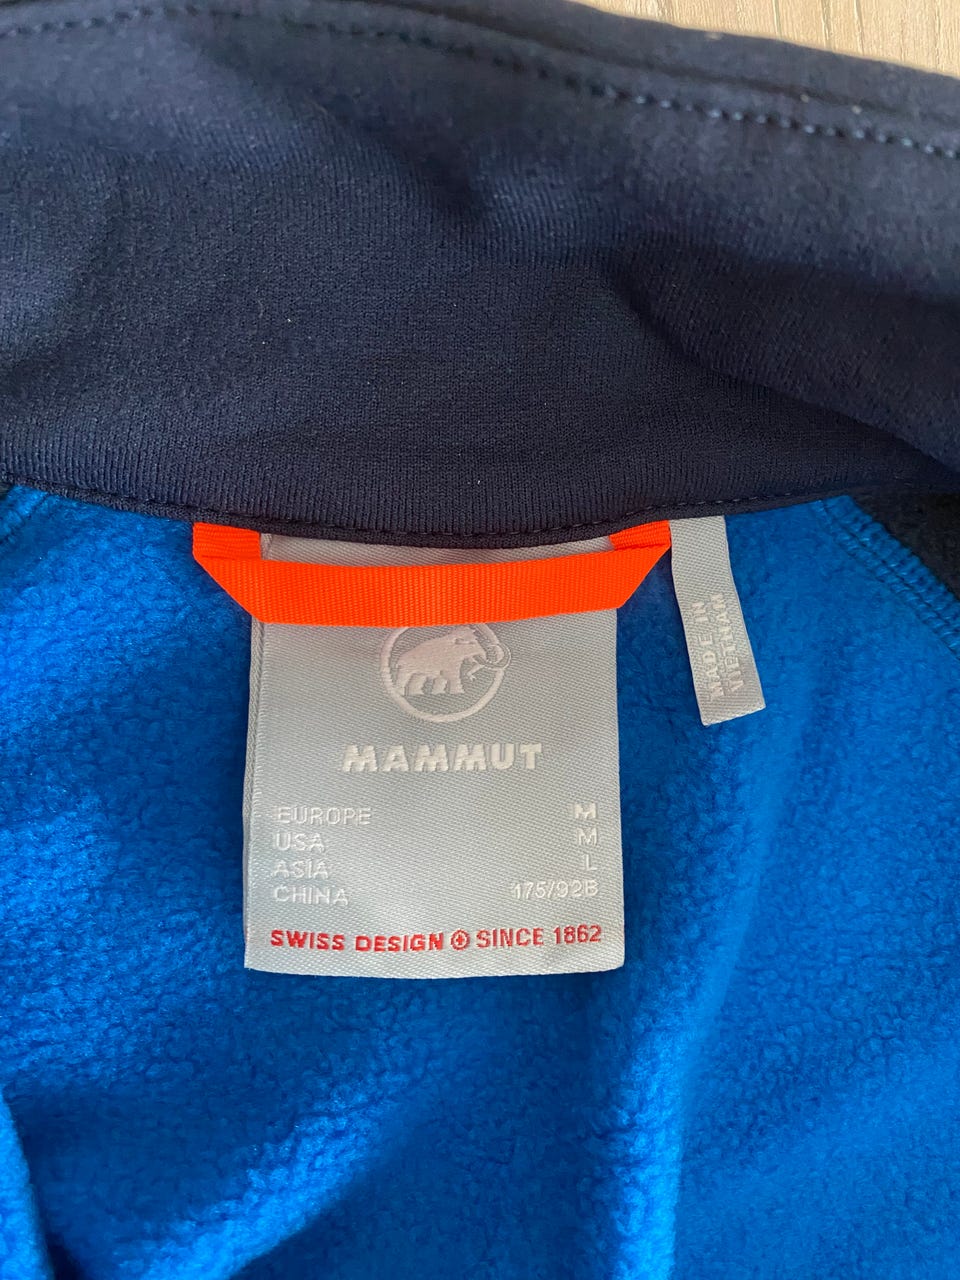 MAMMUT
EUROPE M
USA M
ASIA L
CHINA 175/92B
SWISS DESIGN SINCE 1862
MADE IN
VIETNAM